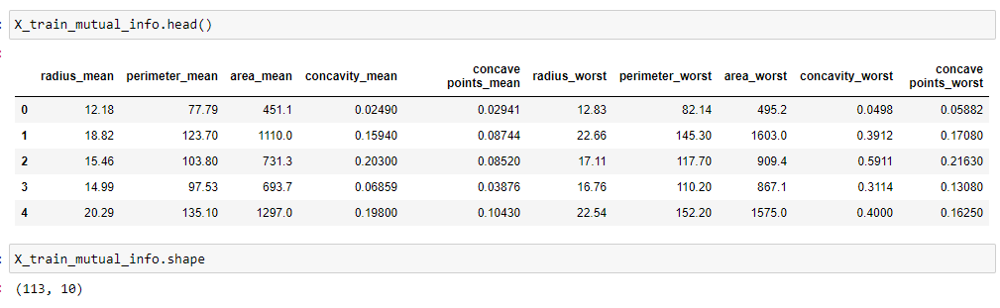 X_train_mutual_info.head()
radius_mean perimeter_mean area_mean concavity_mean concave points_mean radius_worst perimeter_worst area_worst concavity_worst concave points_worst
0 12.18 77.79 451.1 0.02490 0.02941 12.83 82.14 495.2 0.0498 0.05882
1 18.82 123.70 1110.0 0.15940 0.08744 22.66 145.30 1603.0 0.3912 0.17080
2 15.46 103.80 731.3 0.20300 0.08520 17.11 117.70 909.4 0.5911 0.21630
3 14.99 97.53 693.7 0.06859 0.03876 16.76 110.20 867.1 0.3114 0.13080
4 20.29 135.10 1297.0 0.19800 0.10430 22.54 152.20 1575.0 0.4000 0.16250
X_train_mutual_info.shape
(113, 10)